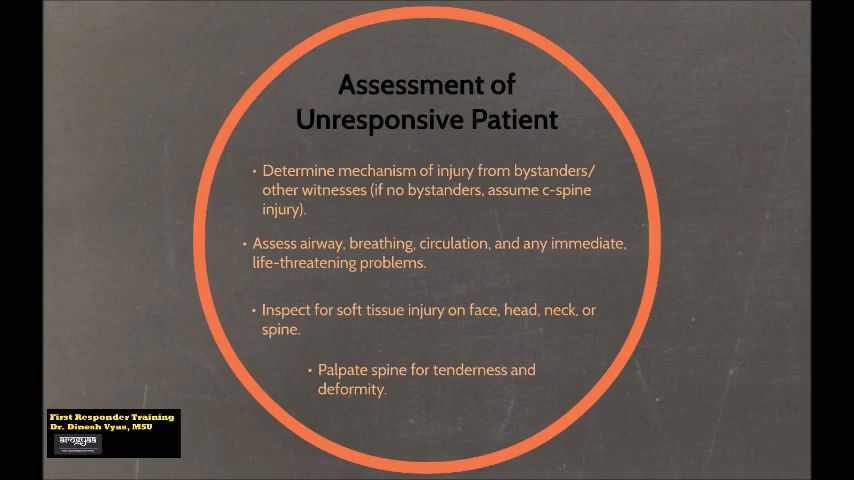 Assessment of
Unresponsive Patient
• Determine mechanism of injury from bystanders/
other witnesses (if no bystanders, assume c-spine
injury).
• Assess airway, breathing, circulation, and any immediate,
life-threatening problems.
• Inspect for soft tissue injury on face, head, neck, or
spine.
• Palpate spine for tenderness and
deformity.
First Responder Training
Dr. Dinesh Vyas, MSU
arogyaa